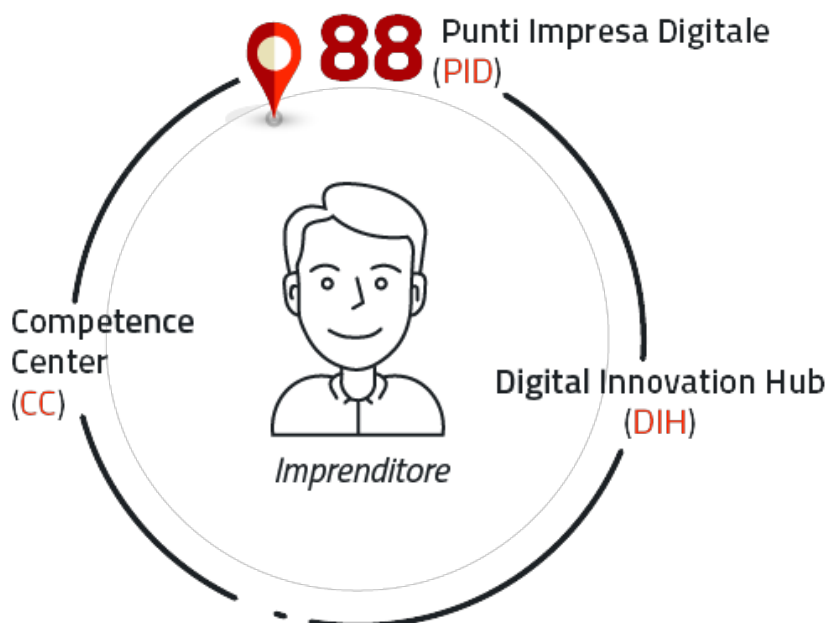 88 Punti Impresa Digitale
(PID)
Competence
Center
(CC)
Digital Innovation Hub
(DIH)
Imprenditore